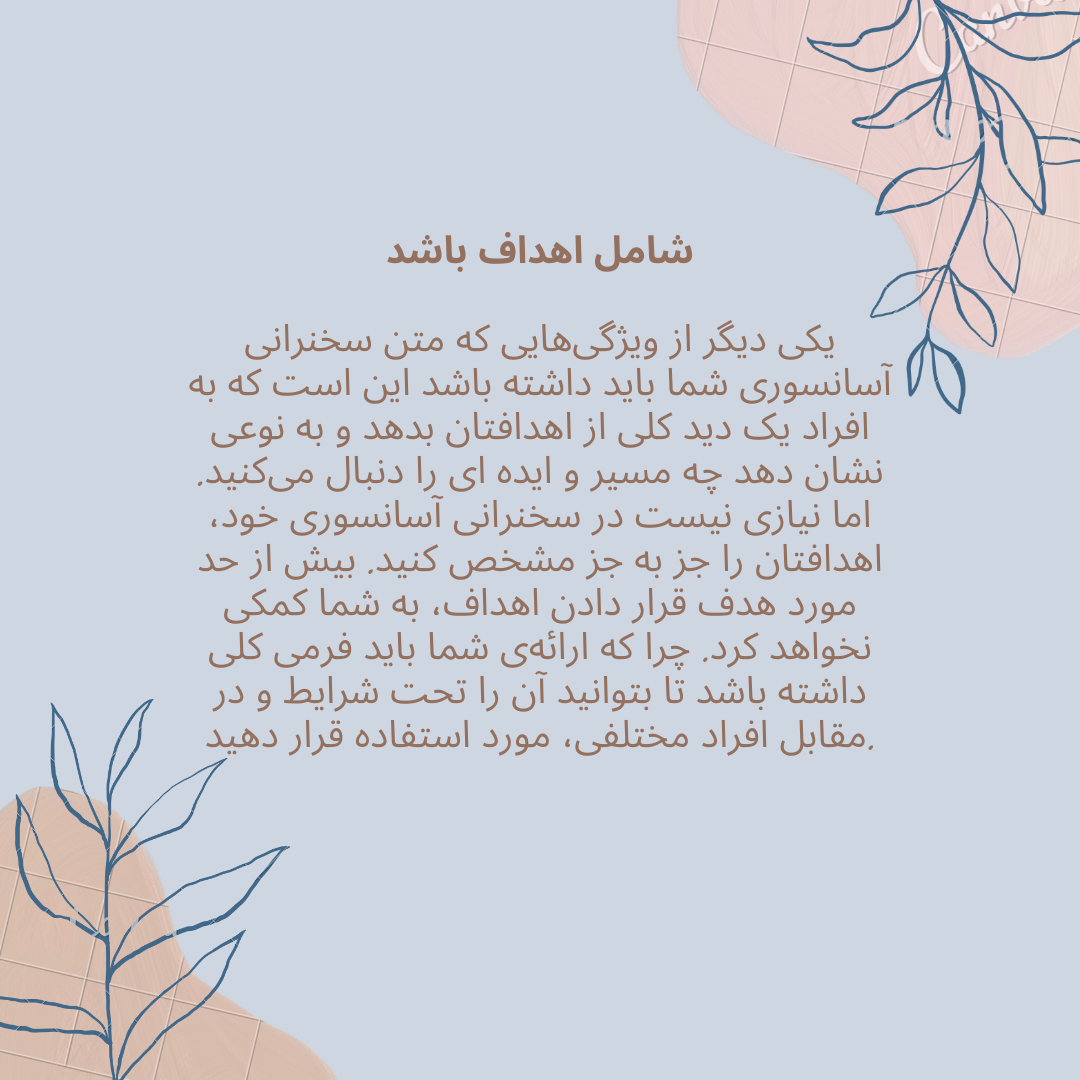 شامل اهداف باشد
یکی دیگر از ویژگی‌هایی که متن سخنرانی
آسانسوری شما باید داشته باشد این است که به
افراد یک دید کلی از اهدافتان بدهد و به نوعی
نشان دهد چه مسیر و ایده ای را دنبال می‌کنید.
اما نیازی نیست در سخنرانی آسانسوری خود،
اهدافتان را جز به جز مشخص کنید. بیش از حد
مورد هدف قرار دادن اهداف، به شما کمکی
نخواهد کرد. چرا که ارائه‌ی شما باید فرمی کلی
داشته باشد تا بتوانید آن را تحت شرایط و در
مقابل افراد مختلفی، مورد استفاده قرار دهید.